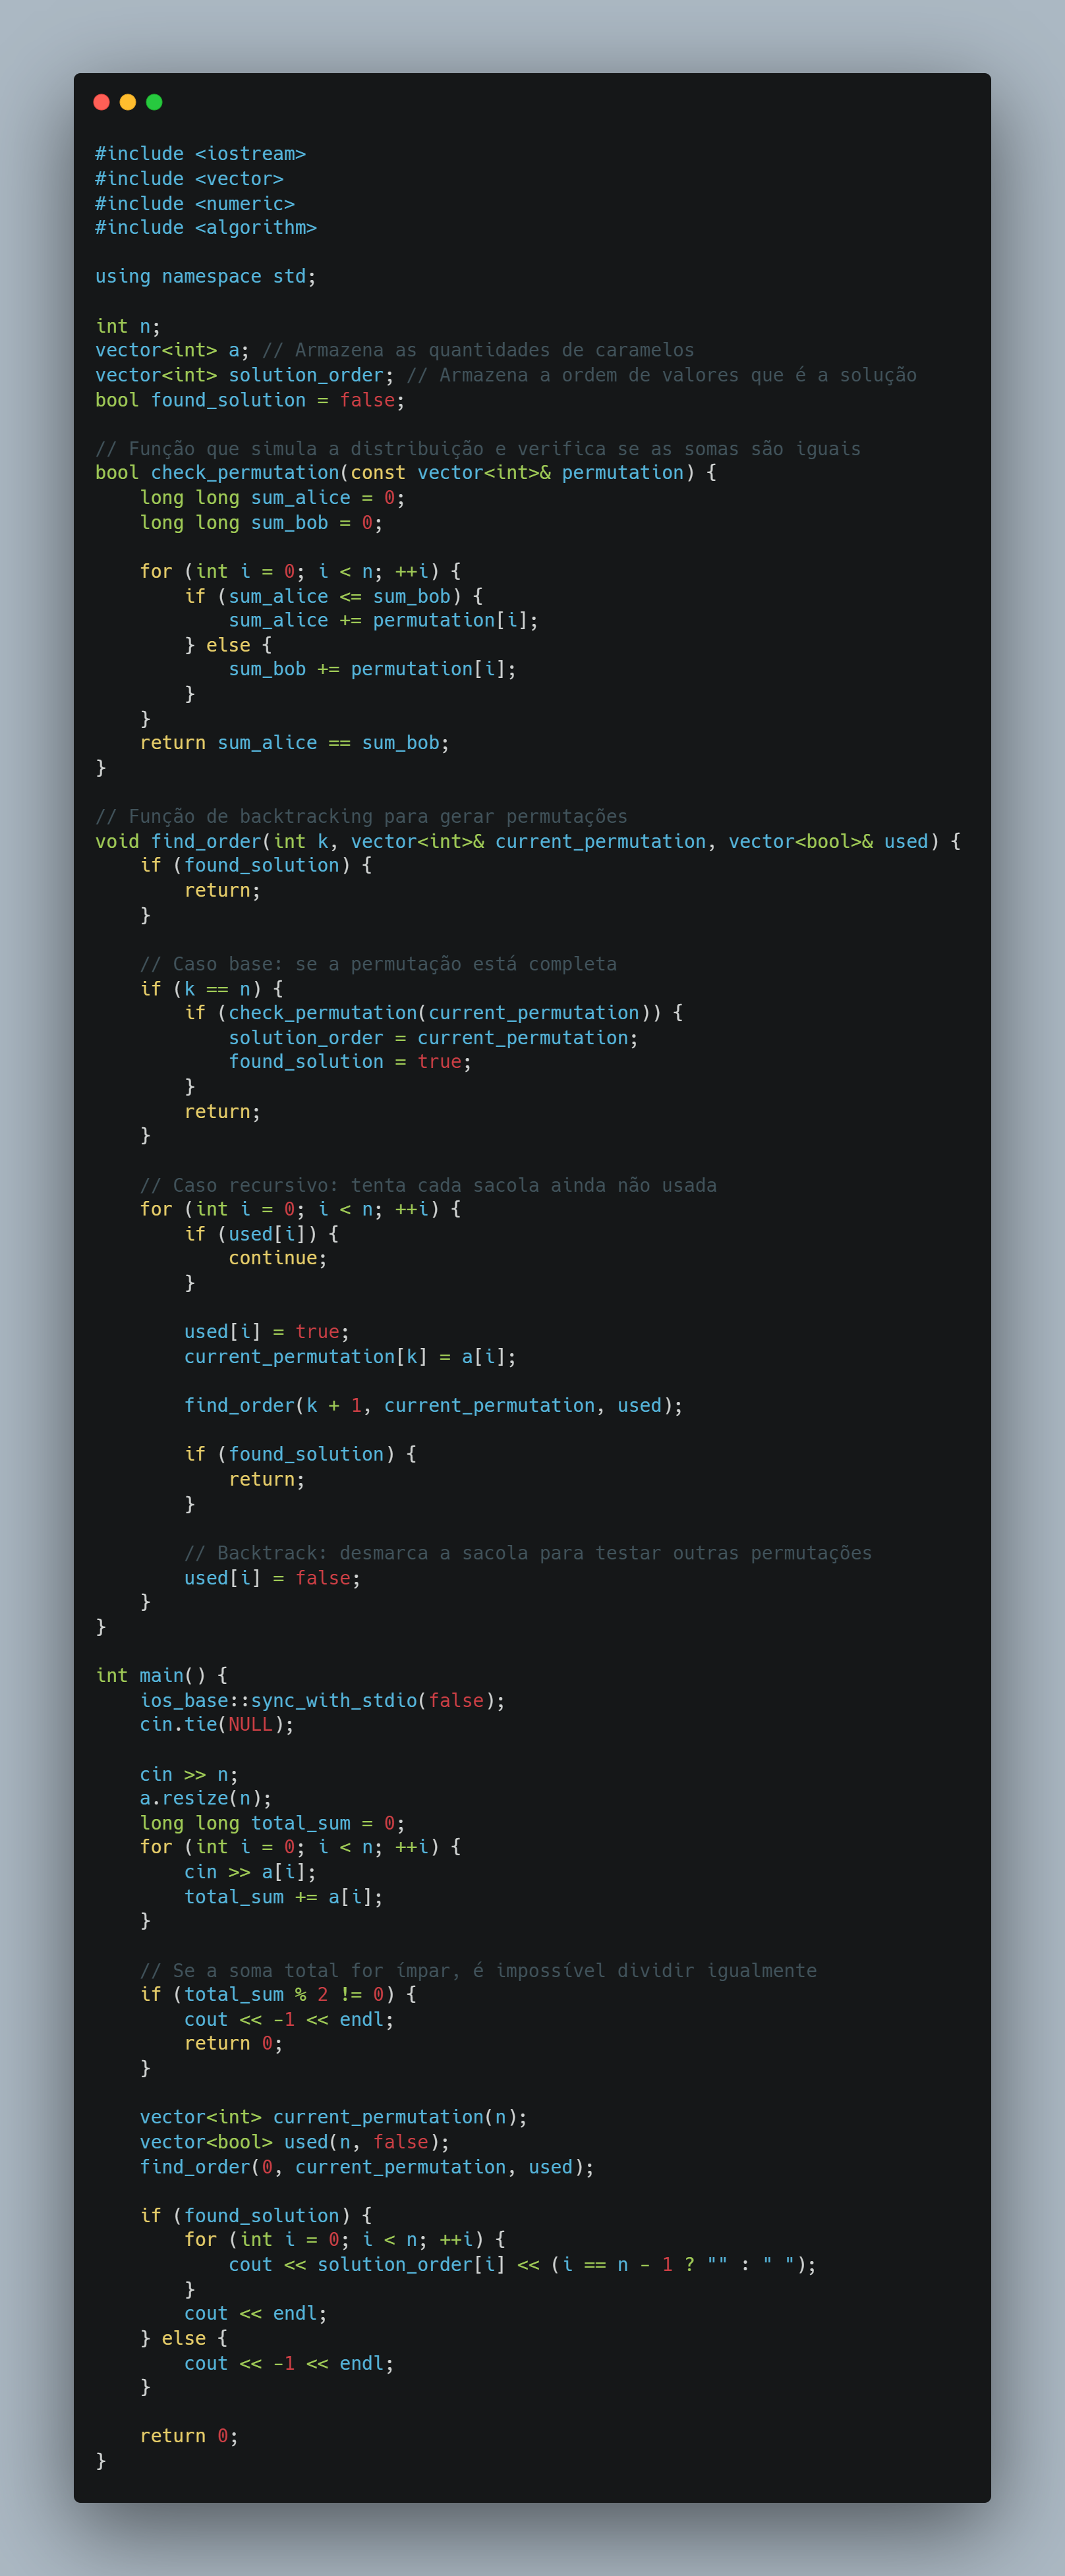 #include <iostream>
#include <vector>
#include <numeric>
#include <algorithm>

using namespace std;

int n;
vector<int> a; // Armazena as quantidades de caramelos
vector<int> solution_order; // Armazena a ordem de valores que é a solução
bool found_solution = false;

// Função que simula a distribuição e verifica se as somas são iguais
bool check_permutation(const vector<int>& permutation) {
    long long sum_alice = 0;
    long long sum_bob = 0;

    for (int i = 0; i < n; ++i) {
        if (sum_alice <= sum_bob) {
            sum_alice += permutation[i];
        } else {
            sum_bob += permutation[i];
        }
    }
    return sum_alice == sum_bob;
}

// Função de backtracking para gerar permutações
void find_order(int k, vector<int>& current_permutation, vector<bool>& used) {
    if (found_solution) {
        return;
    }

    // Caso base: se a permutação está completa
    if (k == n) {
        if (check_permutation(current_permutation)) {
            solution_order = current_permutation;
            found_solution = true;
        }
        return;
    }

    // Caso recursivo: tenta cada sacola ainda não usada
    for (int i = 0; i < n; ++i) {
        if (used[i]) {
            continue;
        }

        used[i] = true;
        current_permutation[k] = a[i];

        find_order(k + 1, current_permutation, used);

        if (found_solution) {
            return;
        }

        // Backtrack: desmarca a sacola para testar outras permutações
        used[i] = false;
    }
}

int main() {
    ios_base::sync_with_stdio(false);
    cin.tie(NULL);

    cin >> n;
    a.resize(n);
    long long total_sum = 0;
    for (int i = 0; i < n; ++i) {
        cin >> a[i];
        total_sum += a[i];
    }

    // Se a soma total for ímpar, é impossível dividir igualmente
    if (total_sum % 2 != 0) {
        cout << -1 << endl;
        return 0;
    }

    vector<int> current_permutation(n);
    vector<bool> used(n, false);
    find_order(0, current_permutation, used);

    if (found_solution) {
        for (int i = 0; i < n; ++i) {
            cout << solution_order[i] << (i == n - 1 ? "" : " ");
        }
        cout << endl;
    } else {
        cout << -1 << endl;
    }

    return 0;
}